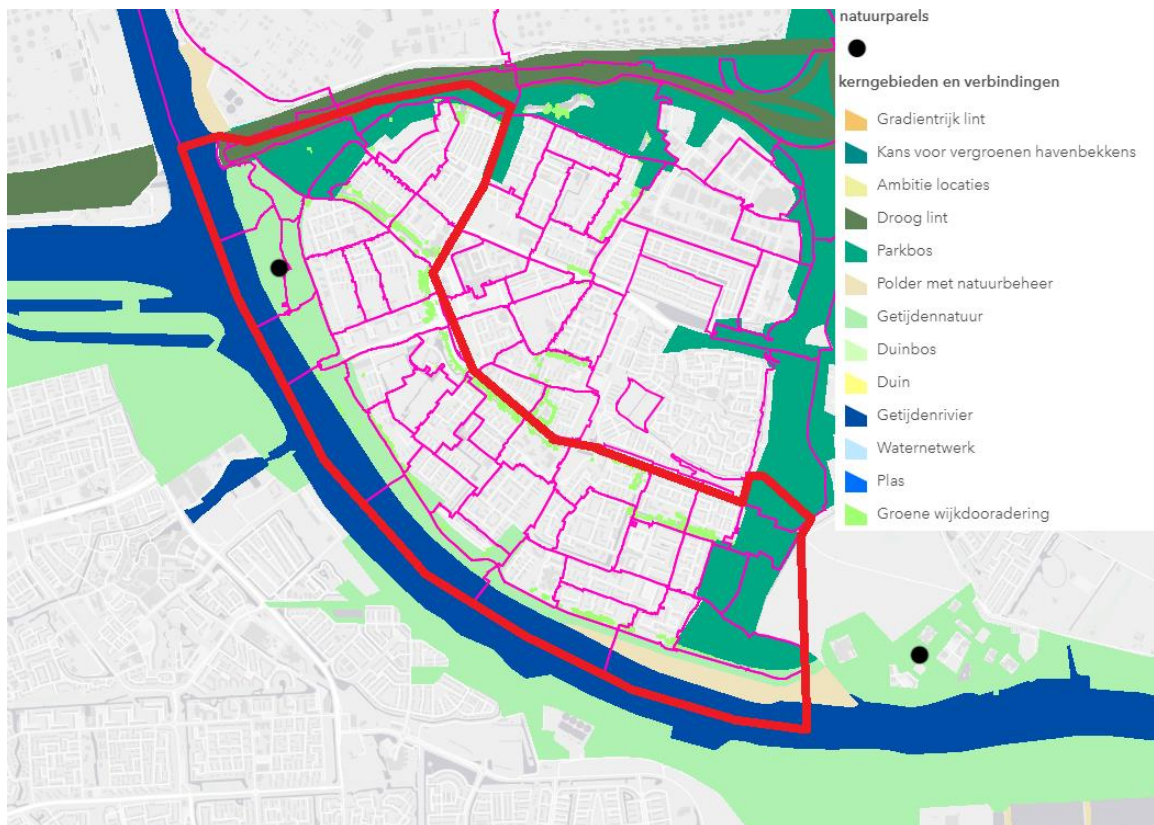 natuurparels
kerngebieden en verbindingen
Gradientrijk lint
Kans voor vergroenen havenbekkens
Ambitie locaties
Droog lint
Parkbos
Polder met natuurbeheer
Getijdennatuur
Duinbos
Duin
Getijdenrivier
Waternetwerk
Plas
Groene wijkdooradering